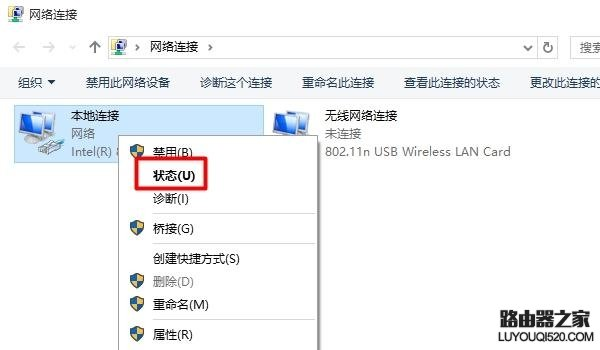 网络连接
网络连接
搜索
组织 禁用此网络设备 诊断这个连接 重命名此连接 查看此连接的状态 更改此连接的
本地连接
网络
Intel(R)
无线网络连接
未连接
802.11n USB Wireless LAN Card
禁用(B)
状态(U)
诊断(I)
桥接(G)
创建快捷方式(S)
删除(D)
重命名(M)
属性(R)
路由器之家
LUYOUQI520.COM